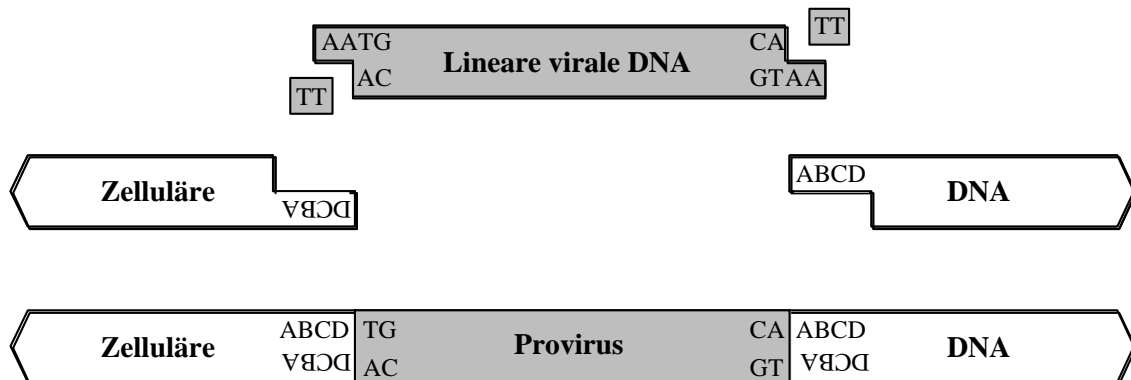 TT
AATG CA
Lineare virale DNA
AC GTAA
TT
ABCD
Zelluläre DNA
DCBA
ABCD TG CA ABCD
Zelluläre Provirus DNA
DCBA AC GT DCBA